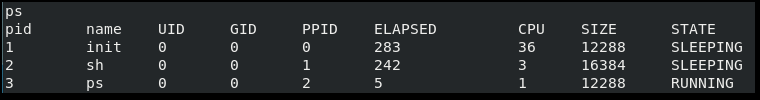 ps
pid name UID GID PPID ELAPSED CPU SIZE STATE
1 init 0 0 0 283 36 12288 SLEEPING
2 sh 0 0 1 242 3 16384 SLEEPING
3 ps 0 0 2 5 1 12288 RUNNING